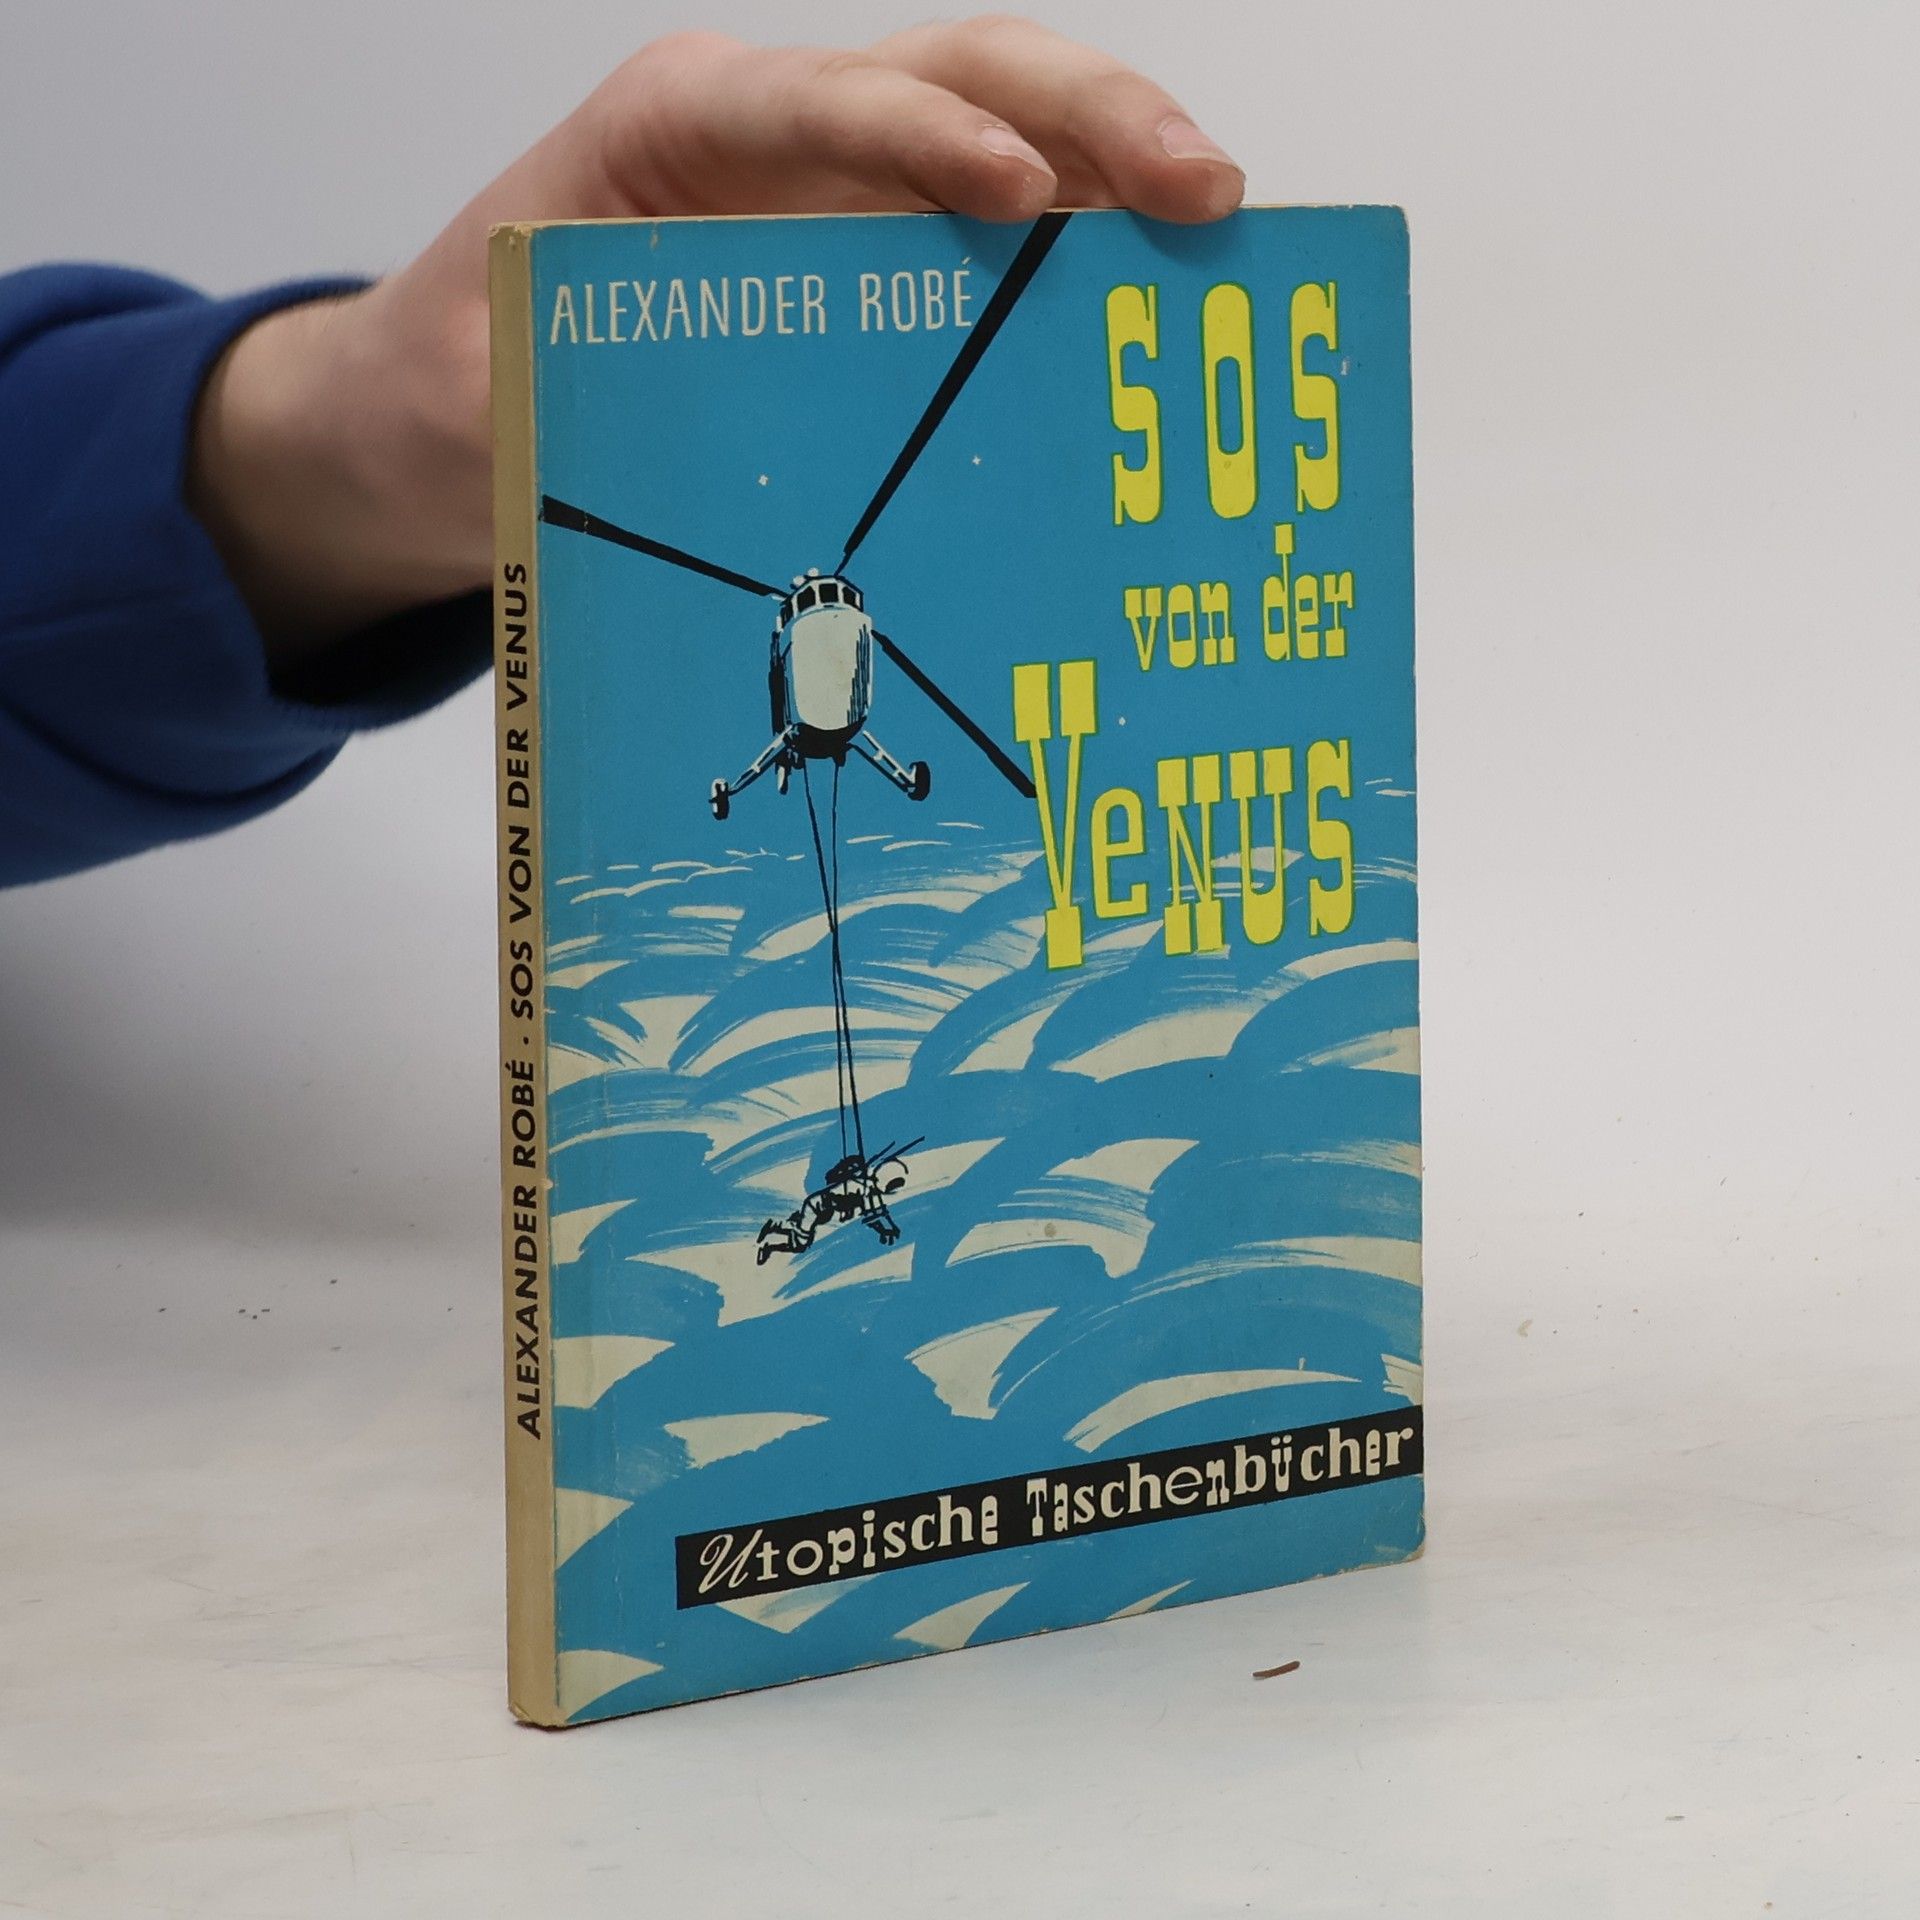 ALEXANDER ROBÉ
SOS
von der
VeNUS
Utopische Taschenbücher
ALEXANDER ROBÉ · SOS VON DER VENUS